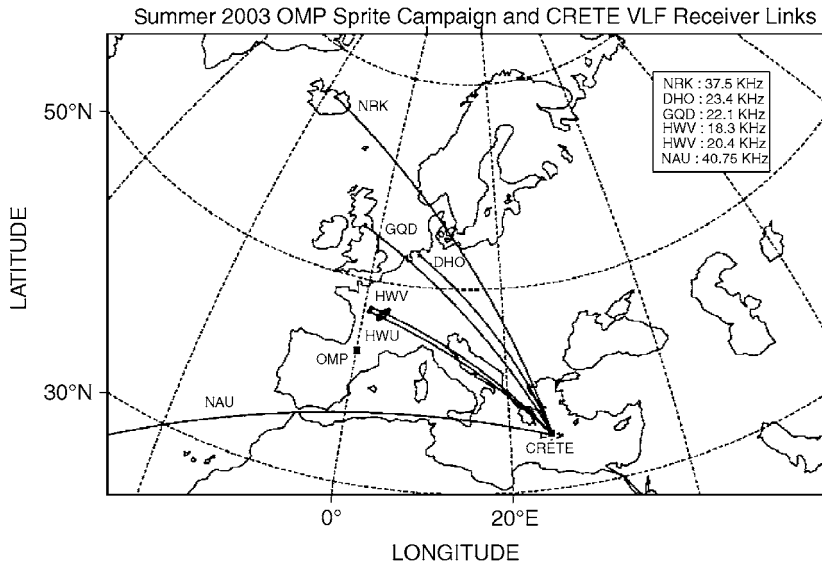 Summer 2003 OMP Sprite Campaign and CRETE VLF Receiver Links
NRK : 37.5 KHz
DHO : 23.4 KHz
GQD : 22.1 KHz
HWV : 18.3 KHz
HWV : 20.4 KHz
NAU : 40.75 KHz
50°N
NRK
GQD
DHO
LATITUDE
HWV
HWU
OMP
30°N
NAU
CRETE
0°
20°E
LONGITUDE